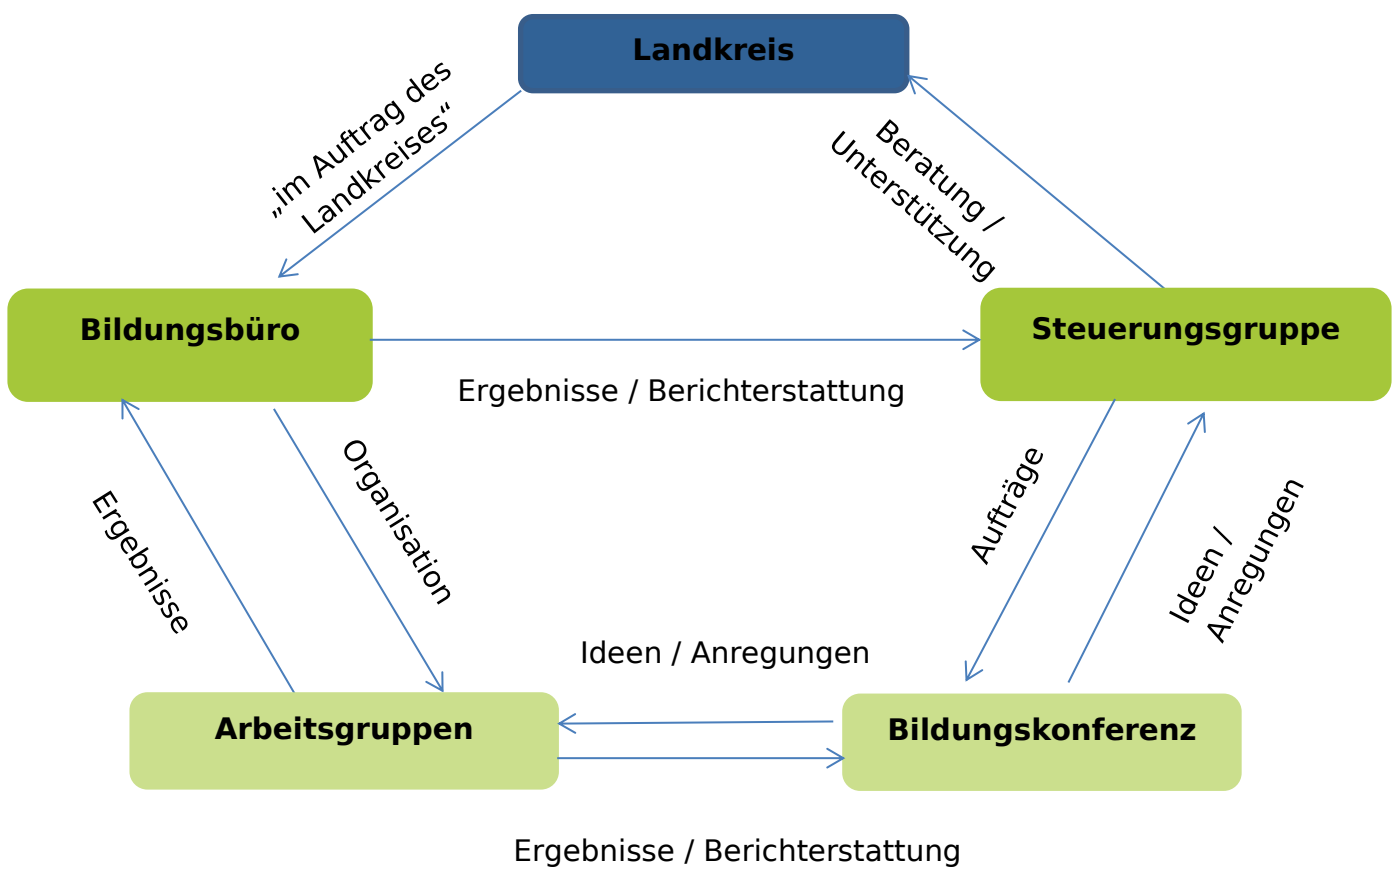 Landkreis
„im Auftrag des
Landkreises“
Beratung /
Unterstützung
Bildungsbüro
Steuerungsgruppe
Ergebnisse / Berichterstattung
Ergebnisse
Organisation
Aufträge
Ideen /
Anregungen
Ideen / Anregungen
Arbeitsgruppen
Bildungskonferenz
Ergebnisse / Berichterstattung